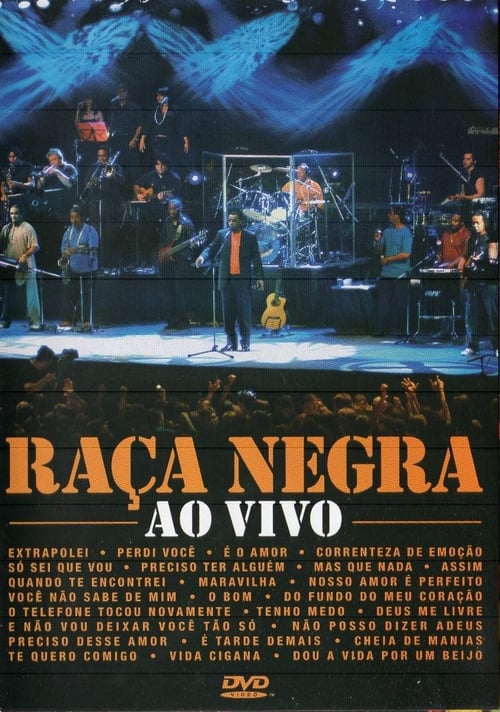 RAÇA NEGRA
AO VIVO
EXTRAPOLEI • PERDI VOCÊ • É O AMOR • CORRENTEZA DE EMOÇÃO
SÓ SEI QUE VOU • PRECISO TER ALGUÉM • MAS QUE NADA • ASSIM
QUANDO TE ENCONTREI • MARAVILHA • NOSSO AMOR É PERFEITO
VOCÊ NÃO SABE DE MIM • O BOM • DO FUNDO DO MEU CORAÇÃO
O TELEFONE TOCOU NOVAMENTE • TENHO MEDO • DEUS ME LIVRE
E NÃO VOU DEIXAR VOCÊ TÃO SÓ • NÃO POSSO DIZER ADEUS
PRECISO DESSE AMOR • É TARDE DEMAIS • CHEIA DE MANIAS
TE QUERO COMIGO • VIDA CIGANA • DOU A VIDA POR UM BEIJO
DVD
VIDEO™